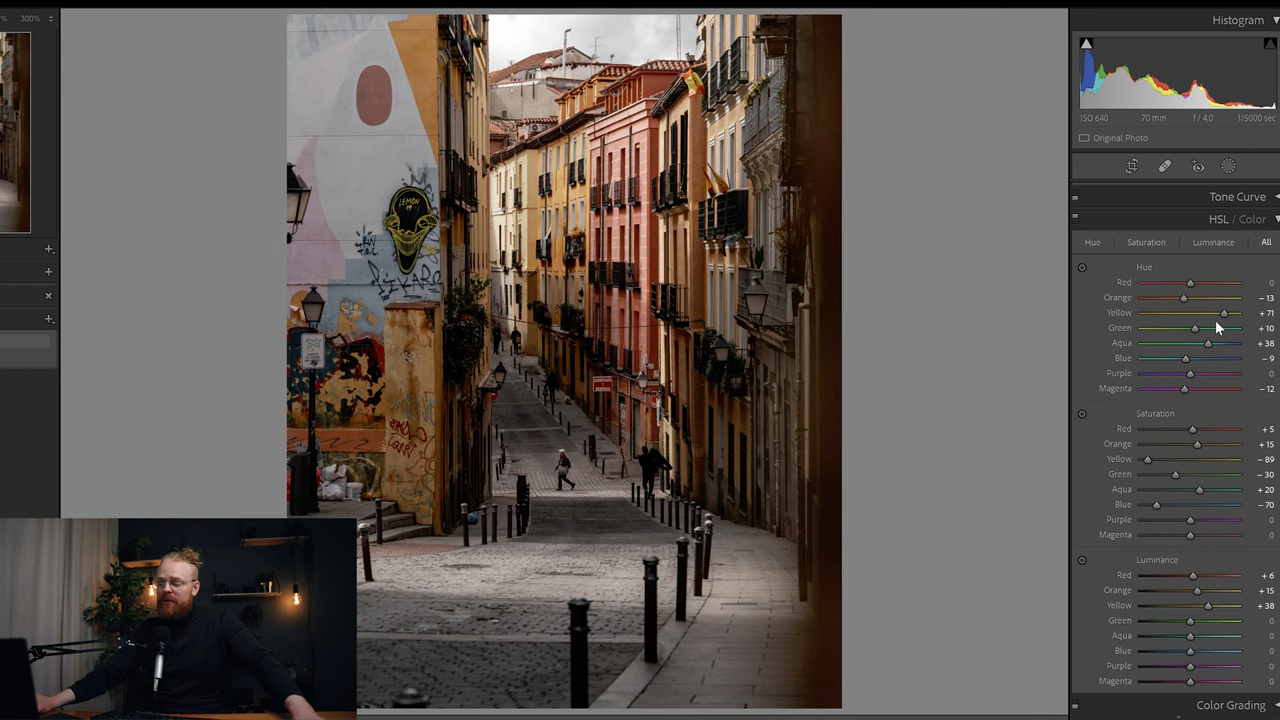 % 300%
Histogram
ISO 640 70 mm f / 4,0 1/5000 sec
Original Photo
Tone Curve
HSL / Color
Hue Saturation Luminance All
Hue
Red 0
Orange − 13
Yellow + 71
Green + 10
Aqua + 38
Blue − 9
Purple 0
Magenta − 12
Saturation
Red + 5
Orange + 15
Yellow − 89
Green − 30
Aqua + 20
Blue − 70
Purple 0
Magenta 0
Luminance
Red + 6
Orange + 15
Yellow + 38
Green 0
Aqua 0
Blue 0
Purple 0
Magenta 0
Color Grading
LEMON